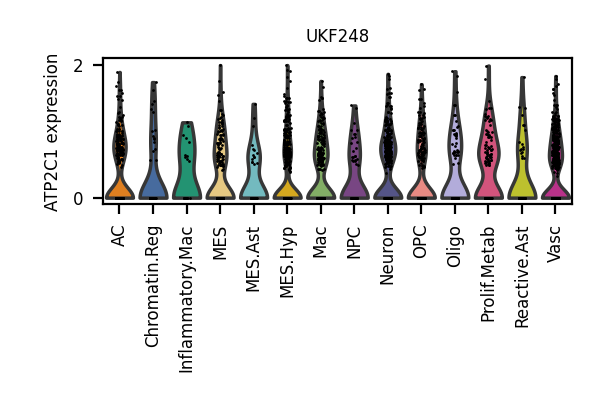 UKF248
ATP2C1 expression
2
0
AC
Chromatin.Reg
Inflammatory.Mac
MES
MES.Ast
MES.Hyp
Mac
NPC
Neuron
OPC
Oligo
Prolif.Metab
Reactive.Ast
Vasc